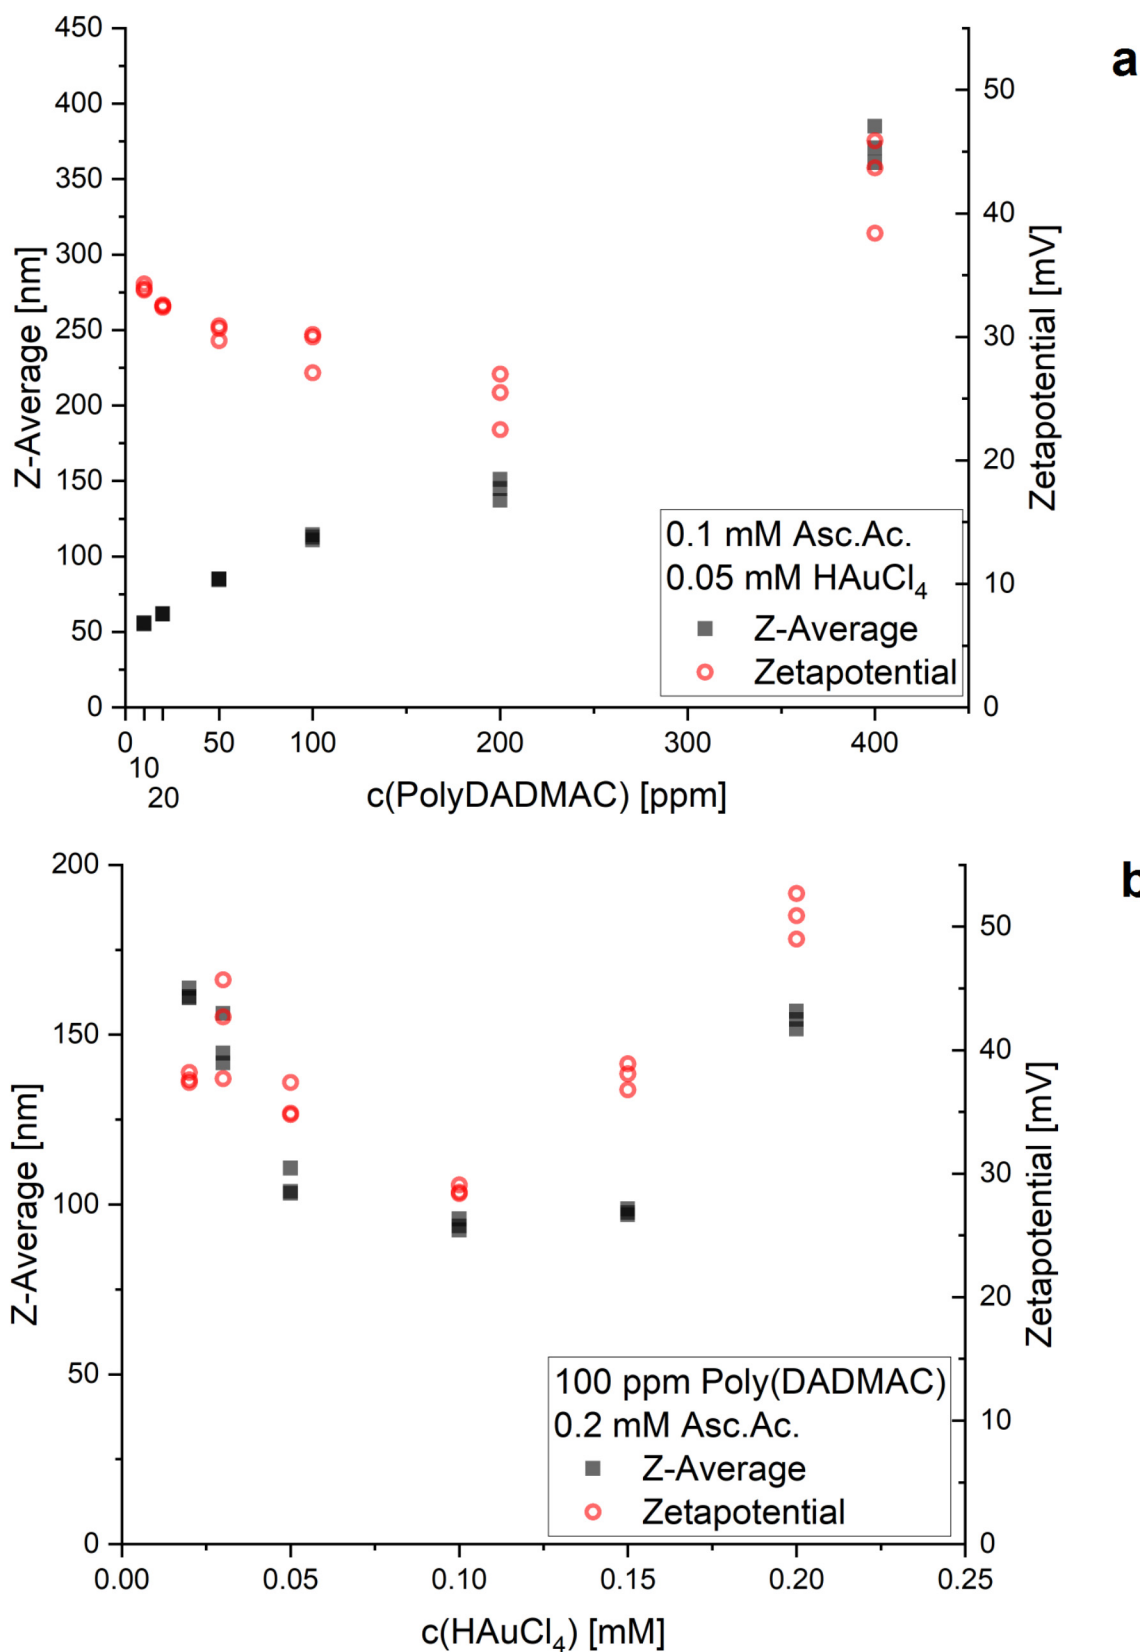 a
450
400
350
300
250
200
150
100
50
0
Z-Average [nm]
50
40
30
20
10
0
Zetapotential [mV]
0.1 mM Asc.Ac.
0.05 mM HAuCl₄
Z-Average
Zetapotential
0 50 100 200 300 400
10
20
c(PolyDADMAC) [ppm]
b
200
150
100
50
0
Z-Average [nm]
50
40
30
20
10
0
Zetapotential [mV]
100 ppm Poly(DADMAC)
0.2 mM Asc.Ac.
Z-Average
Zetapotential
0.00 0.05 0.10 0.15 0.20 0.25
c(HAuCl₄) [mM]